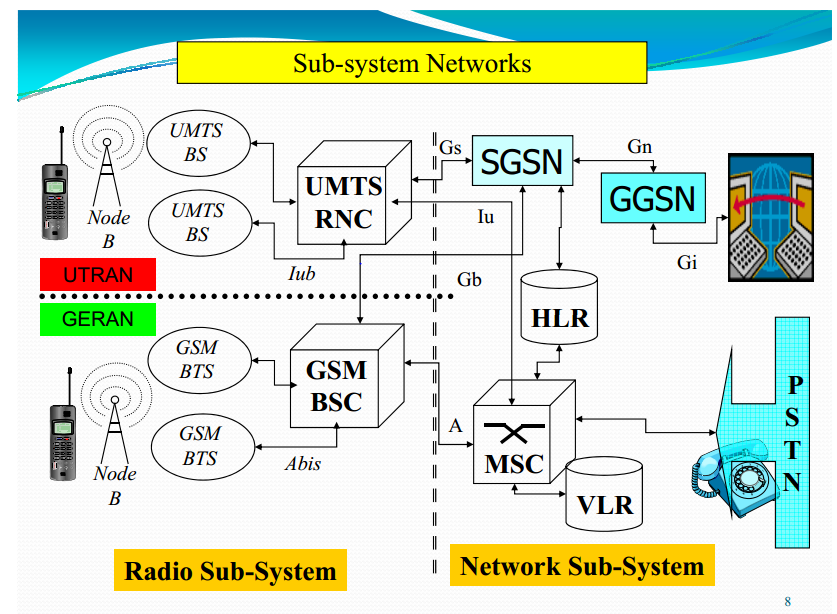 Sub-system Networks
UMTS
BS
UMTS
RNC
Gs
SGSN
Gn
GGSN
Node
B
UMTS
BS
Iub
Iu
Gi
UTRAN
Gb
GERAN
HLR
GSM
BTS
GSM
BSC
GSM
BTS
Abis
A
MSC
VLR
P
S
T
N
Node
B
Radio Sub-System
Network Sub-System
8